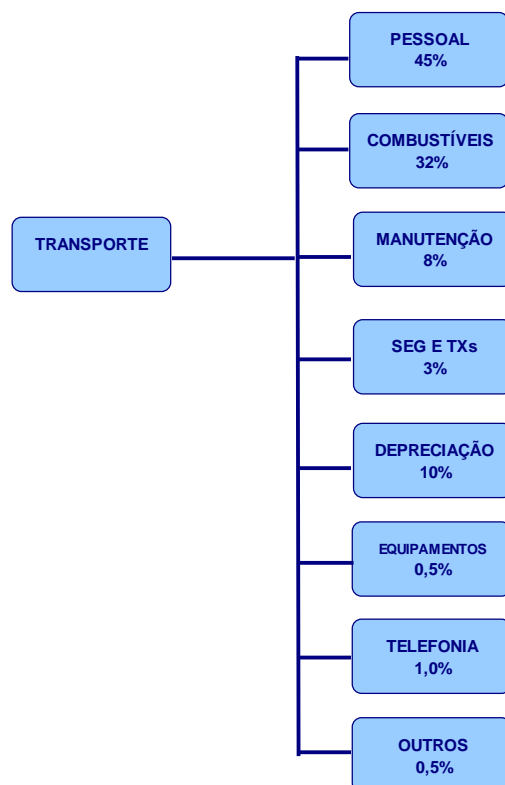 PESSOAL
45%
COMBUSTÍVEIS
32%
TRANSPORTE
MANUTENÇÃO
8%
SEG E TXs
3%
DEPRECIAÇÃO
10%
EQUIPAMENTOS
0,5%
TELEFONIA
1,0%
OUTROS
0,5%